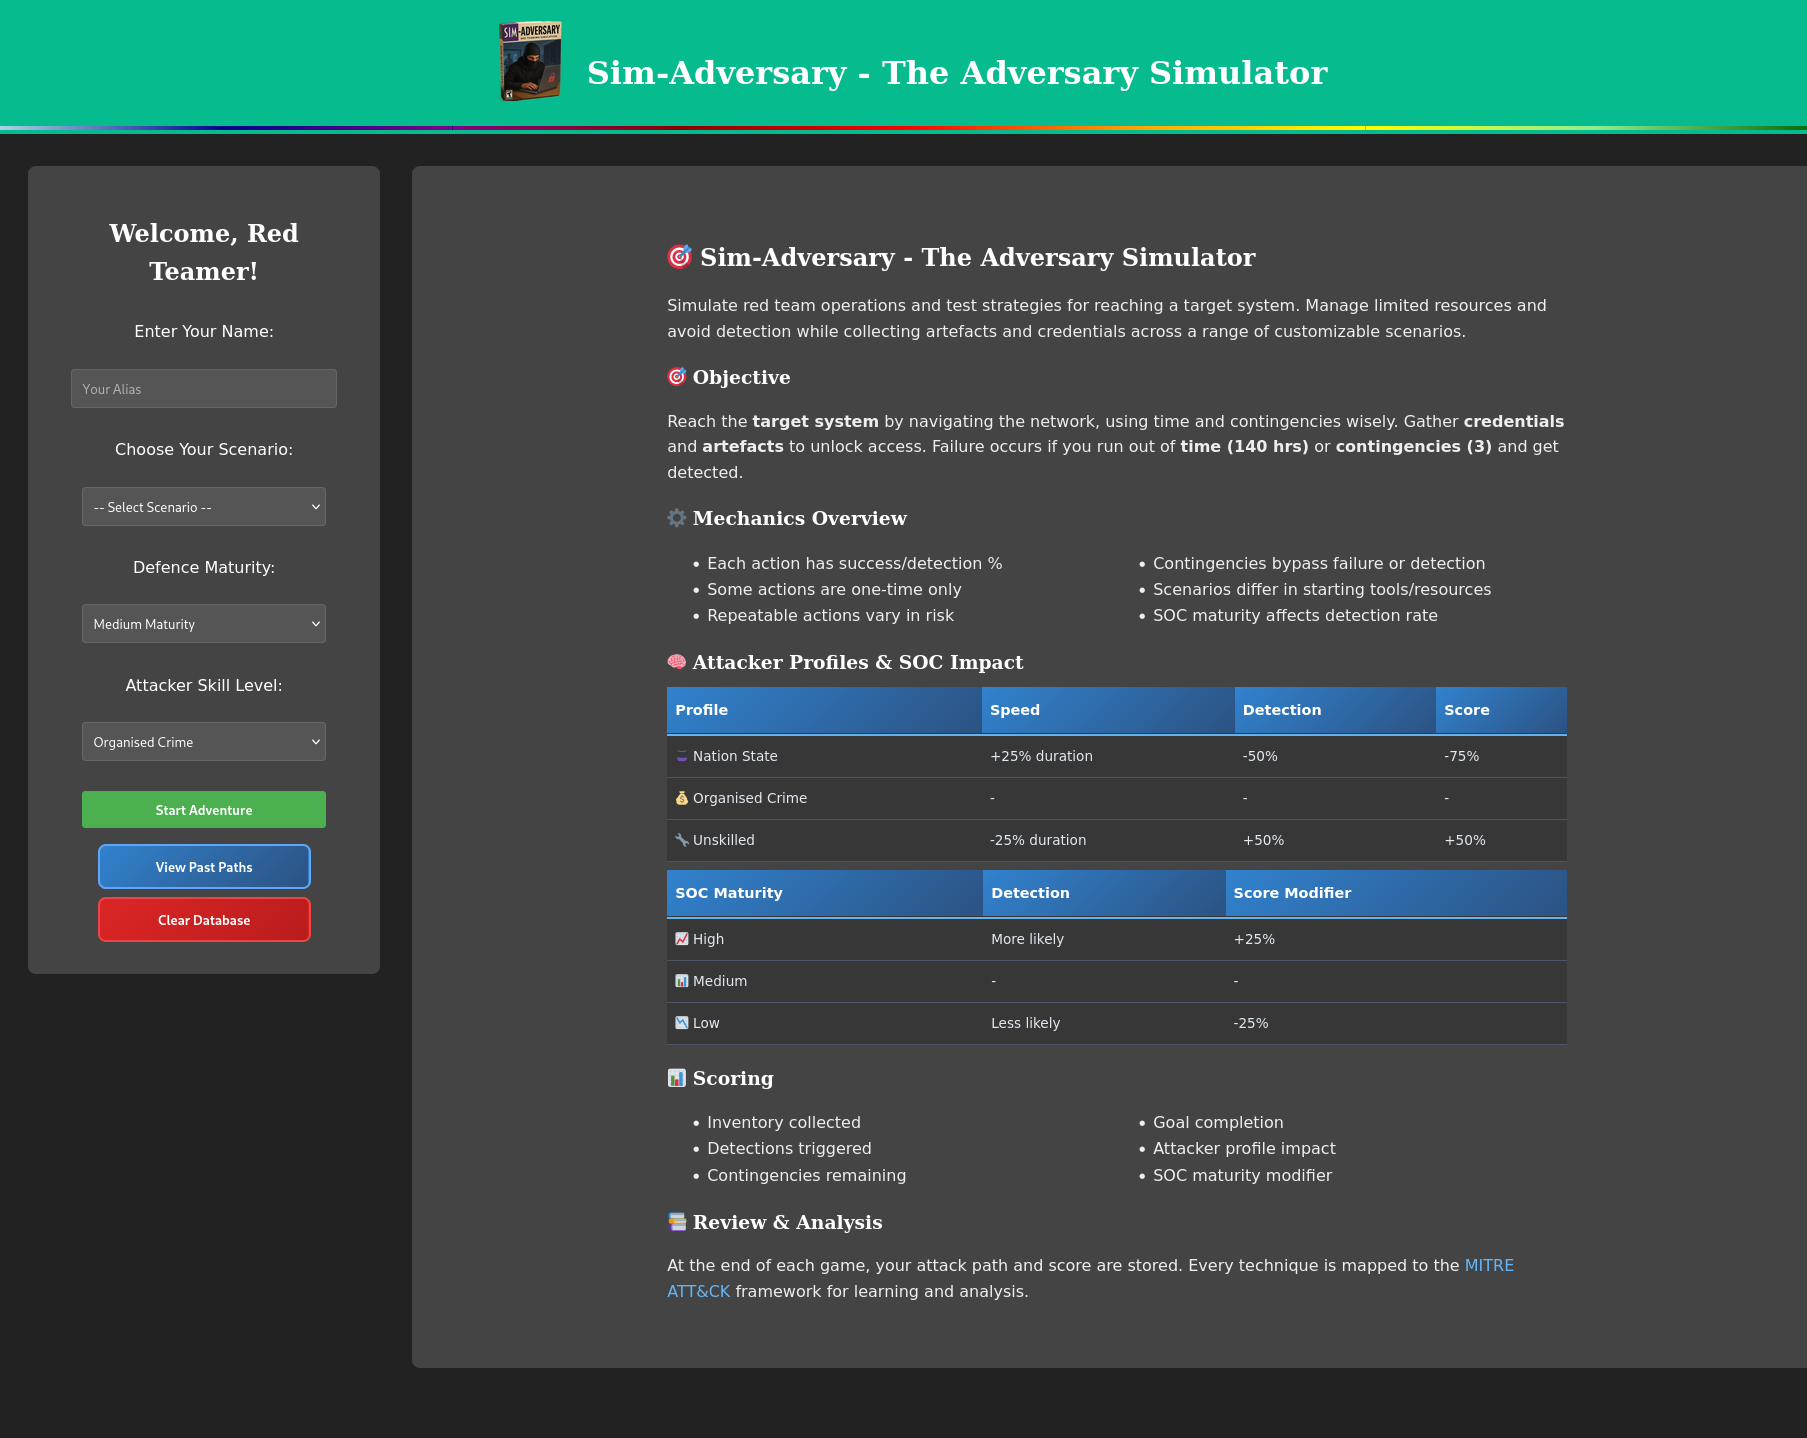 SIM-ADVERSARY
Sim-Adversary - The Adversary Simulator
Welcome, Red
Teamer!
Enter Your Name:
Your Alias
Choose Your Scenario:
-- Select Scenario --
Defence Maturity:
Medium Maturity
Attacker Skill Level:
Organised Crime
Start Adventure
View Past Paths
Clear Database
Sim-Adversary - The Adversary Simulator
Simulate red team operations and test strategies for reaching a target system. Manage limited resources and
avoid detection while collecting artefacts and credentials across a range of customizable scenarios.
Objective
Reach the target system by navigating the network, using time and contingencies wisely. Gather credentials
and artefacts to unlock access. Failure occurs if you run out of time (140 hrs) or contingencies (3) and get
detected.
Mechanics Overview
• Each action has success/detection %
• Some actions are one-time only
• Repeatable actions vary in risk
• Contingencies bypass failure or detection
• Scenarios differ in starting tools/resources
• SOC maturity affects detection rate
Attacker Profiles & SOC Impact
Profile Speed Detection Score
Nation State +25% duration -50% -75%
Organised Crime - - -
Unskilled -25% duration +50% +50%
SOC Maturity Detection Score Modifier
High More likely +25%
Medium - -
Low Less likely -25%
Scoring
• Inventory collected
• Detections triggered
• Contingencies remaining
• Goal completion
• Attacker profile impact
• SOC maturity modifier
Review & Analysis
At the end of each game, your attack path and score are stored. Every technique is mapped to the MITRE
ATT&CK framework for learning and analysis.